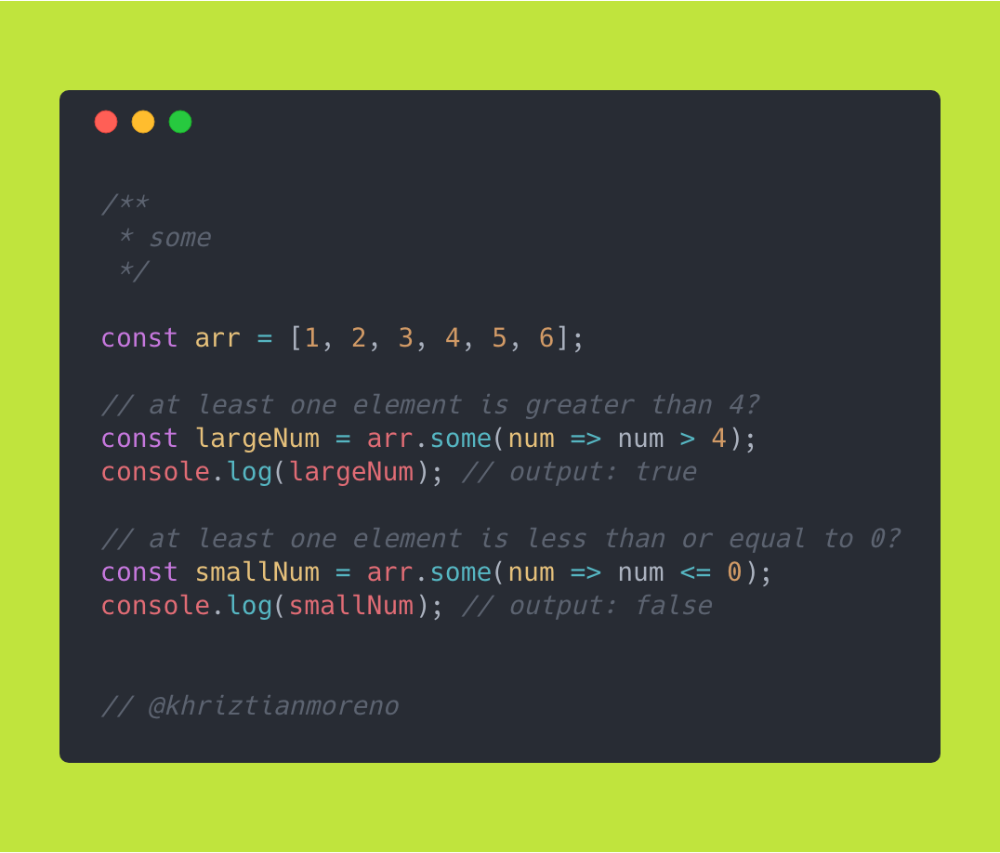 /**
 * some
 */
const arr = [1, 2, 3, 4, 5, 6];
// at least one element is greater than 4?
const largeNum = arr.some(num => num > 4);
console.log(largeNum); // output: true
// at least one element is less than or equal to 0?
const smallNum = arr.some(num => num <= 0);
console.log(smallNum); // output: false
// @khriztianmoreno